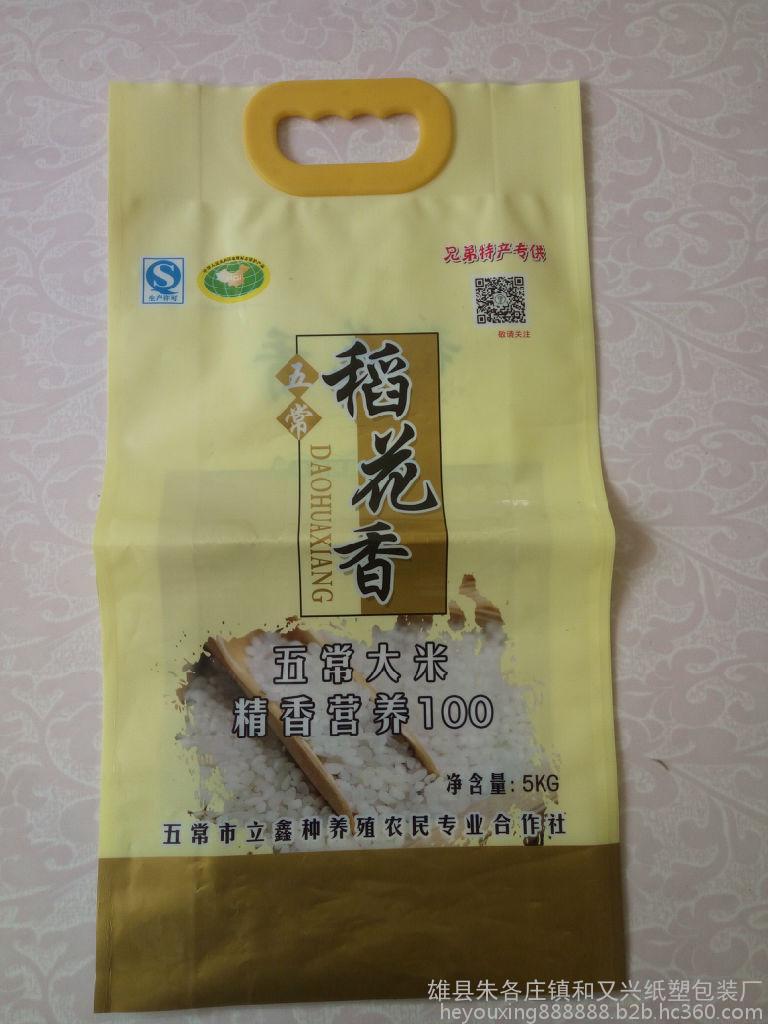 兄弟特产专供
生产许可
敬请关注
五常
稻花香
DAOHUAXIANG
五常大米
精香营养100
净含量: 5KG
五常市立鑫种养殖农民专业合作社
雄县朱各庄镇和又兴纸塑包装厂
heyouxing888888.b2b.hc360.com